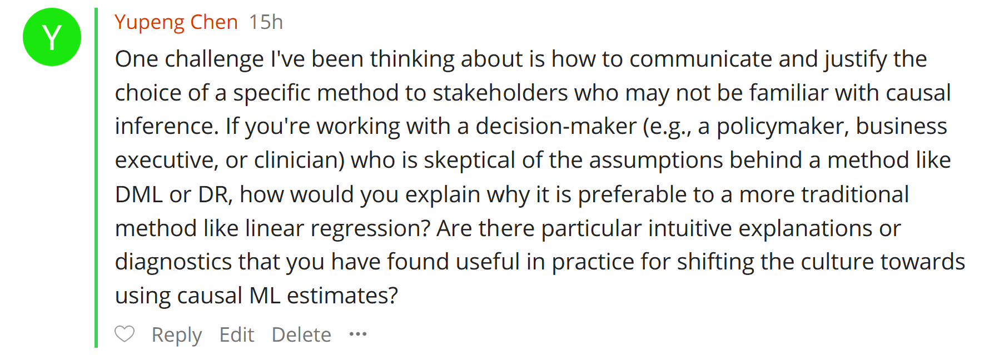 Y
Yupeng Chen 15h
One challenge I've been thinking about is how to communicate and justify the
choice of a specific method to stakeholders who may not be familiar with causal
inference. If you're working with a decision-maker (e.g., a policymaker, business
executive, or clinician) who is skeptical of the assumptions behind a method like
DML or DR, how would you explain why it is preferable to a more traditional
method like linear regression? Are there particular intuitive explanations or
diagnostics that you have found useful in practice for shifting the culture towards
using causal ML estimates?
Reply Edit Delete ...